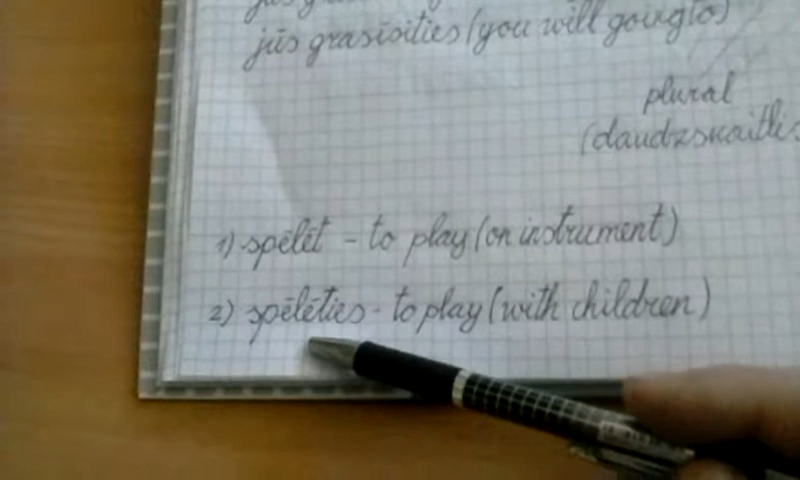 jūs
jūs grasīsities (you will going to)
plural
(daudzskaitlis
1) spēlēt - to play (on instrument)
2) spēlēties - to play (with children)